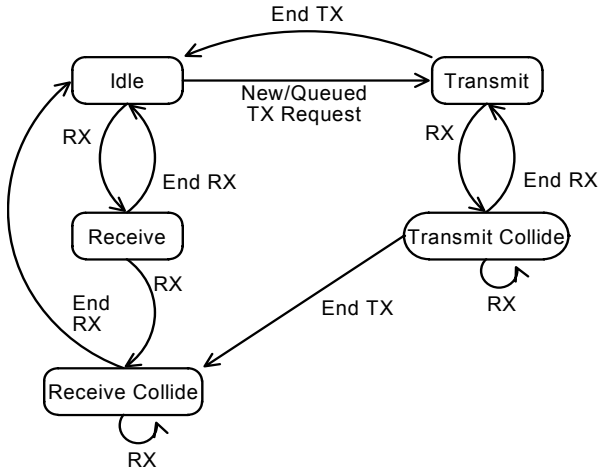 End TX
Idle
Transmit
New/Queued
TX Request
RX
RX
End RX
End RX
Receive
Transmit Collide
RX
RX
End
RX
End TX
Receive Collide
RX